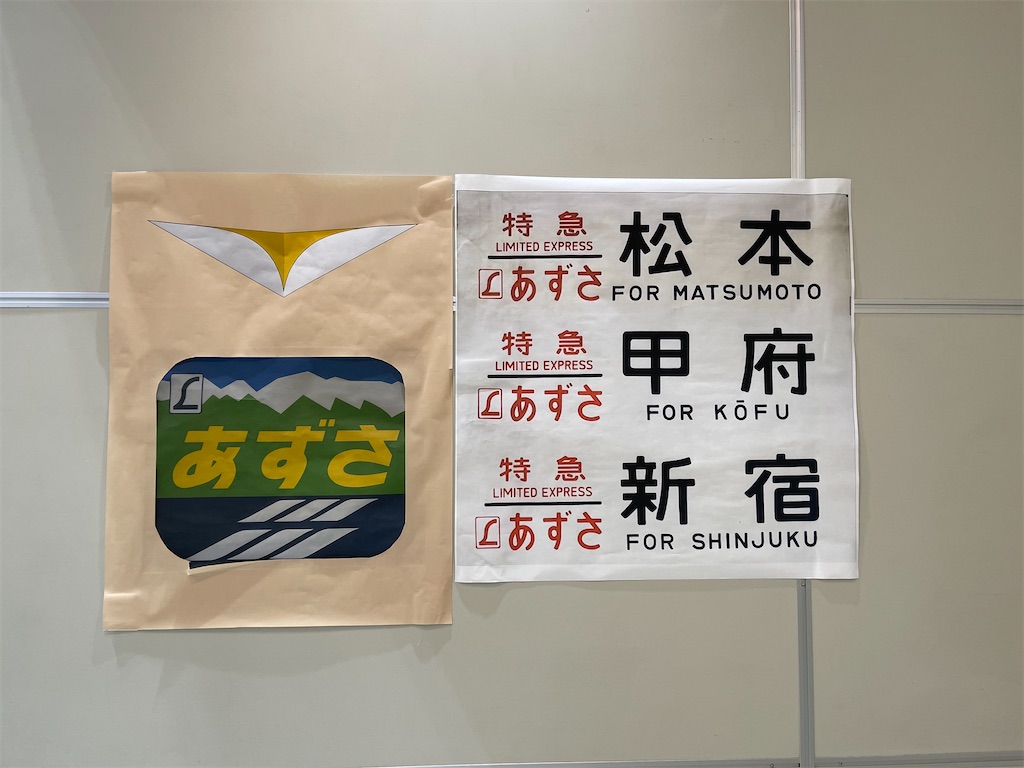 あずさ
特急
LIMITED EXPRESS
あずさ
松本
FOR MATSUMOTO
特急
LIMITED EXPRESS
あずさ
甲府
FOR KŌFU
特急
LIMITED EXPRESS
あずさ
新宿
FOR SHINJUKU